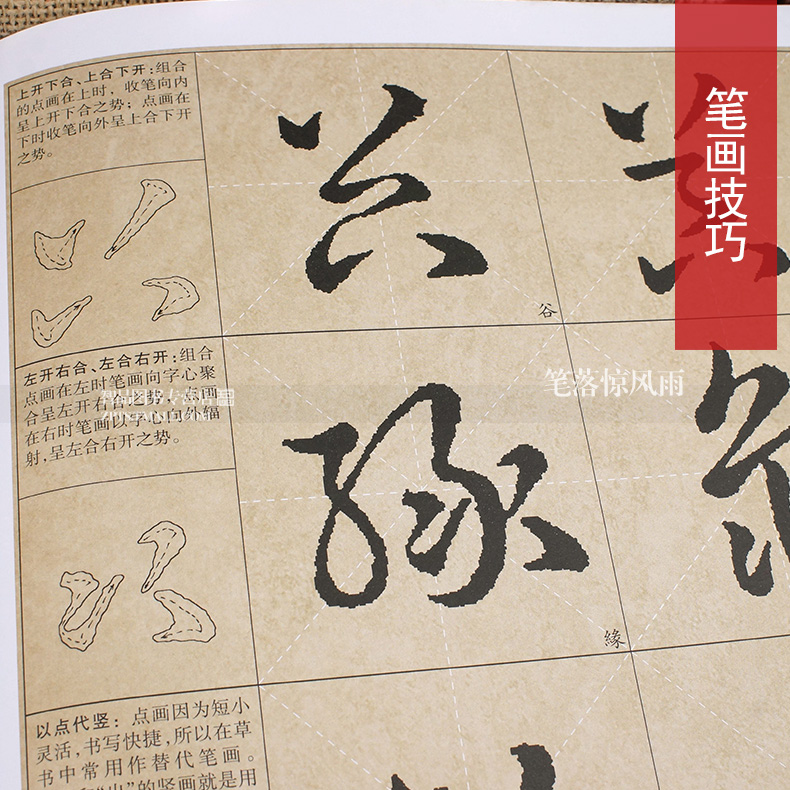 上开下合、上合下开：组合
的点画在上时，收笔向内
呈上开下合之势；点画在
下时收笔向外呈上合下开
之势。
谷
笔画技巧
左开右合、左合右开：组合
点画在左时笔画向字心聚
合呈左开右合之势，点画
在右时笔画以字心向外辐
射，呈左合右开之势。
笔落惊风雨
緣
以点代竖：点画因为短小
灵活，书写快捷，所以在草
书中常用作替代笔画。
的竖画就是用